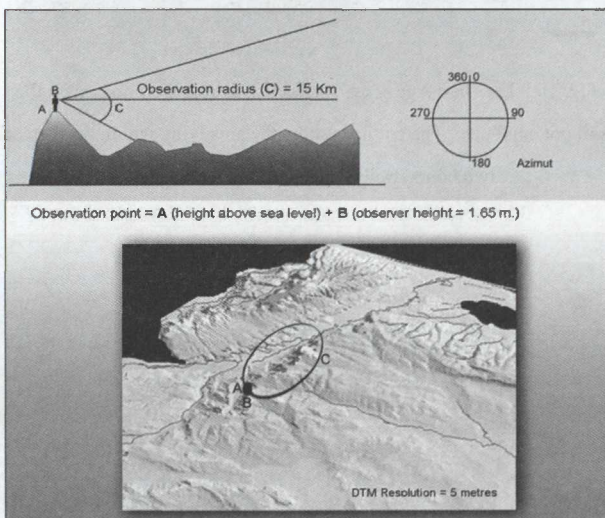 B
Observation radius (C) = 15 Km
A
C
360 0
270
90
180
Azimut
Observation point = A (height above sea level) + B (observer height = 1.65 m.)
A
B
C
DTM Resolution = 5 metres